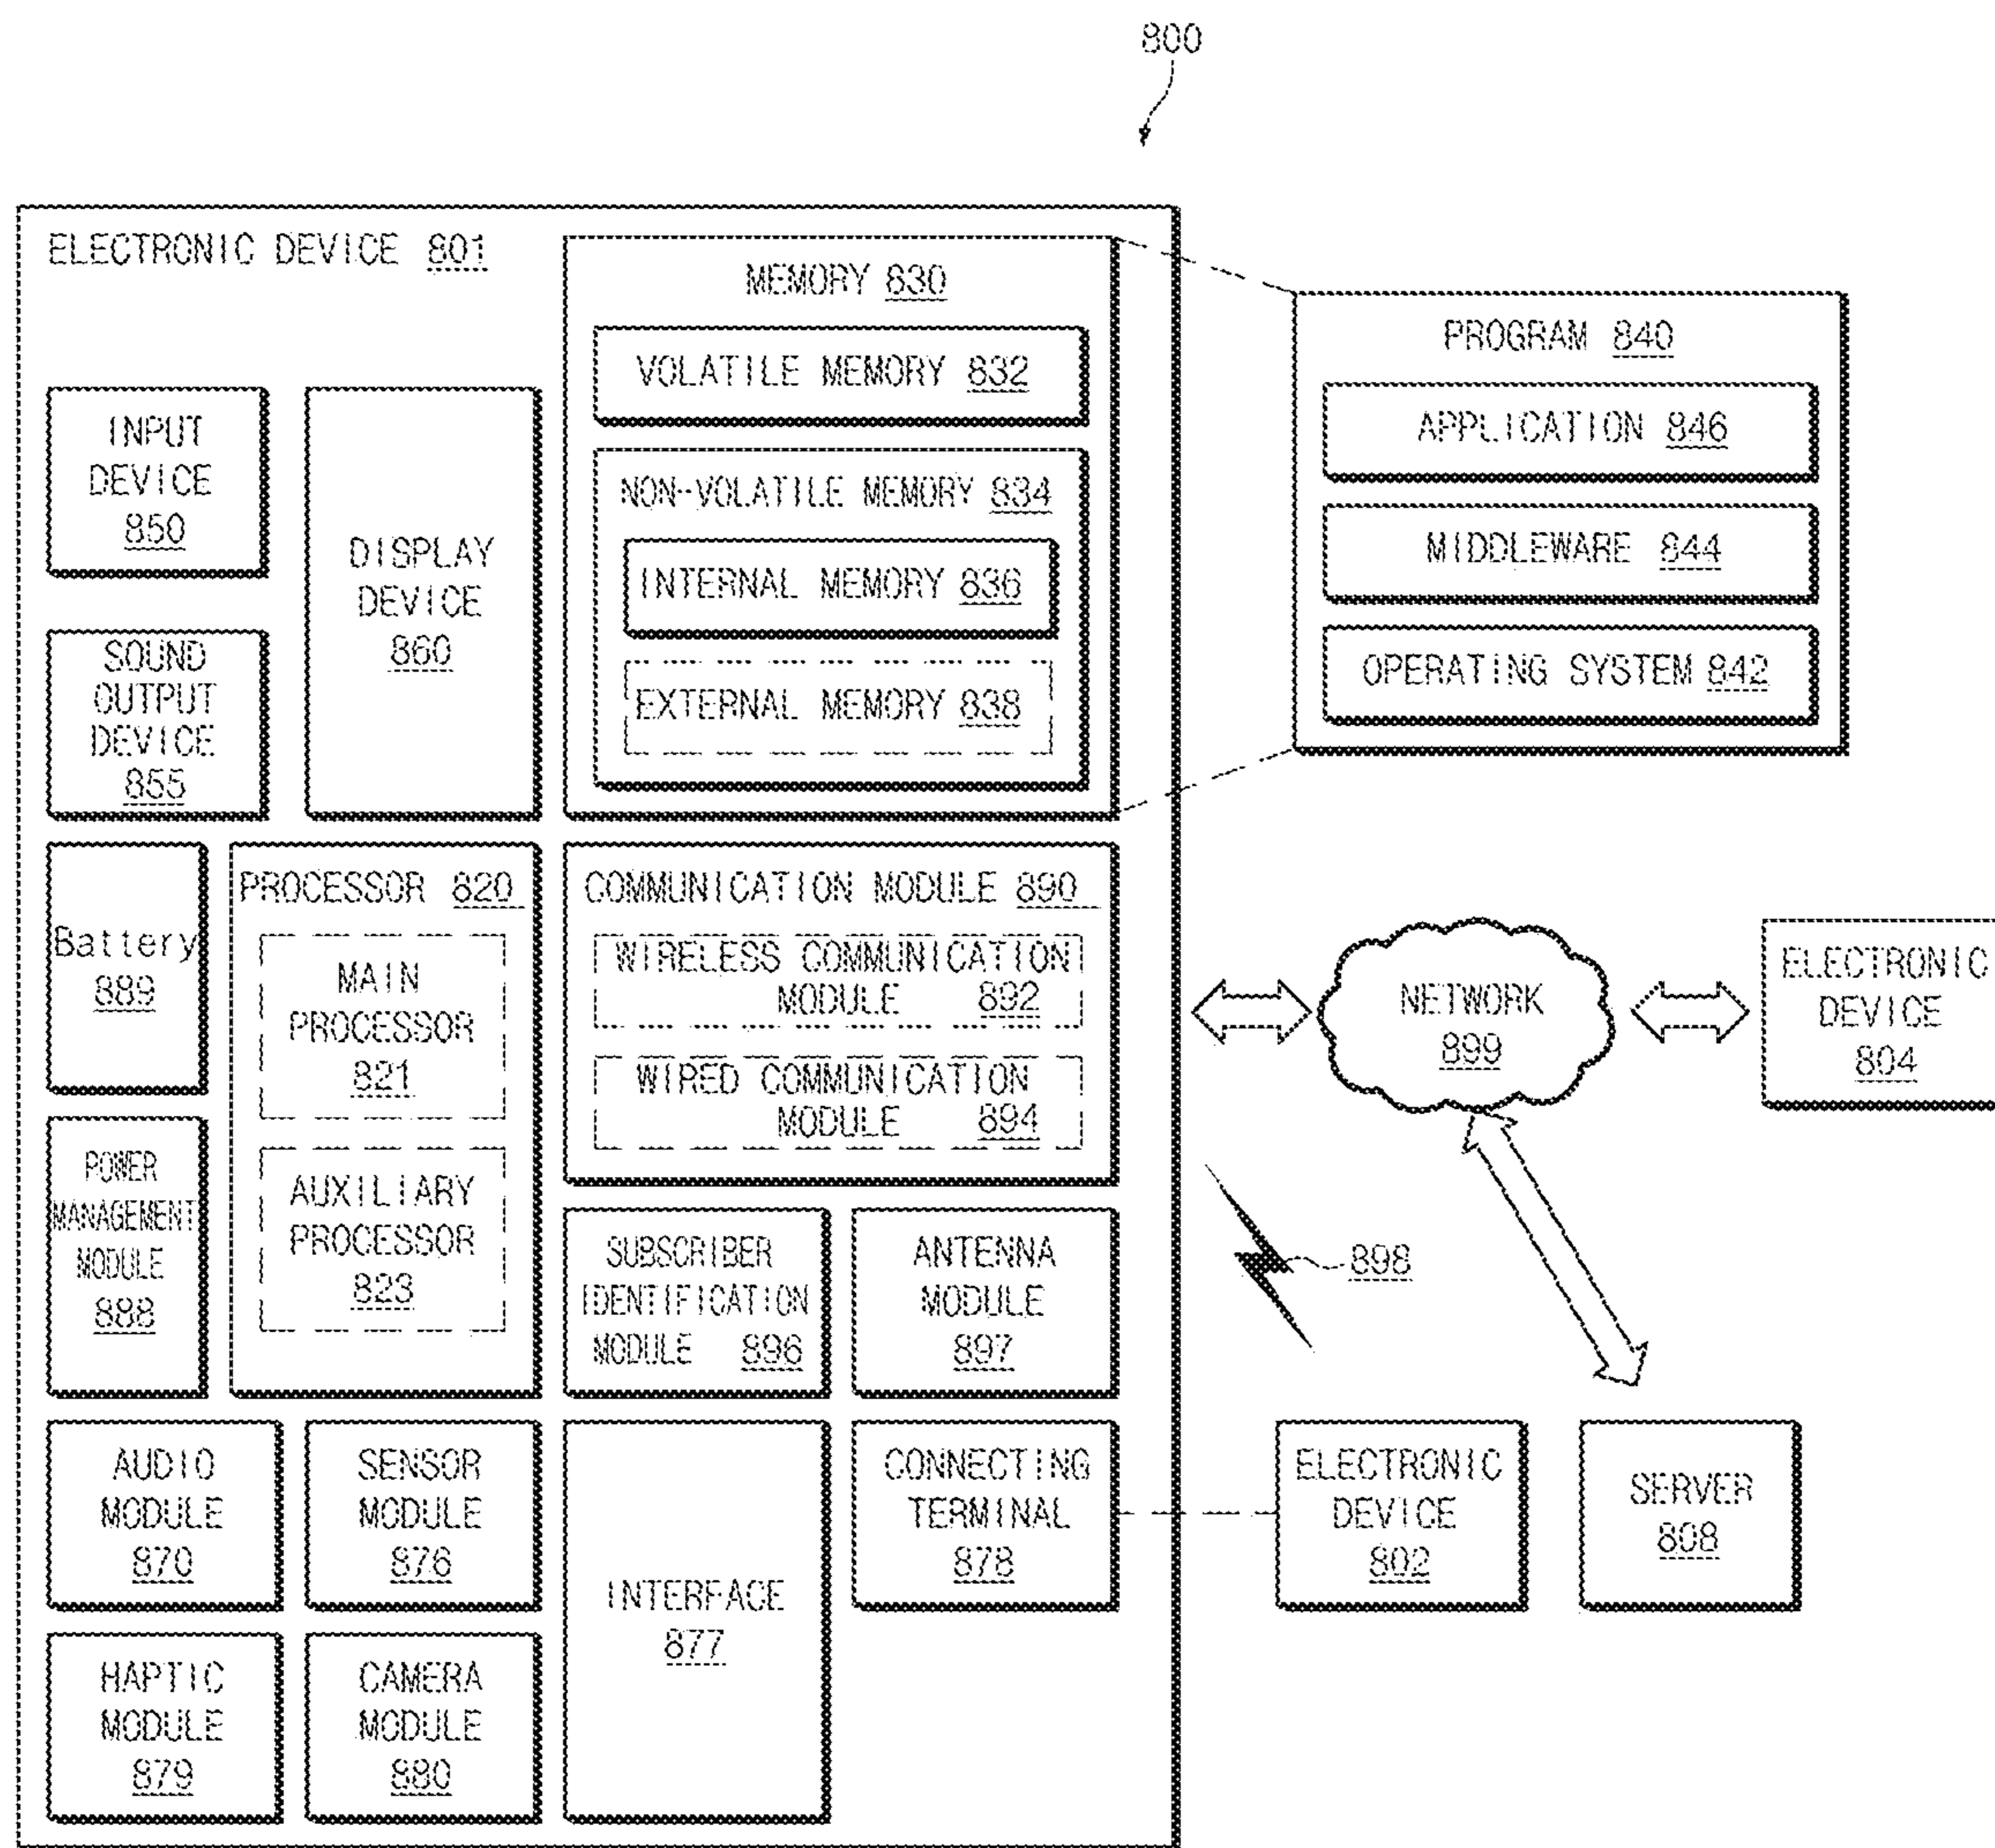 800
ELECTRONIC DEVICE 801
MEMORY 830
VOLATILE MEMORY 832
NON-VOLATILE MEMORY 834
INTERNAL MEMORY 836
EXTERNAL MEMORY 838
PROGRAM 840
APPLICATION 846
MIDDLEWARE 844
OPERATING SYSTEM 842
INPUT
DEVICE
850
SOUND
OUTPUT
DEVICE
855
DISPLAY
DEVICE
860
Battery
889
POWER
MANAGEMENT
MODULE
888
PROCESSOR 820
MAIN
PROCESSOR
821
AUXILIARY
PROCESSOR
823
COMMUNICATION MODULE 890
WIRELESS COMMUNICATION
MODULE 892
WIRED COMMUNICATION
MODULE 894
SUBSCRIBER
IDENTIFICATION
MODULE 896
ANTENNA
MODULE
897
NETWORK
899
ELECTRONIC
DEVICE
804
898
AUDIO
MODULE
870
SENSOR
MODULE
876
INTERFACE
877
CONNECTING
TERMINAL
878
ELECTRONIC
DEVICE
802
SERVER
808
HAPTIC
MODULE
879
CAMERA
MODULE
880